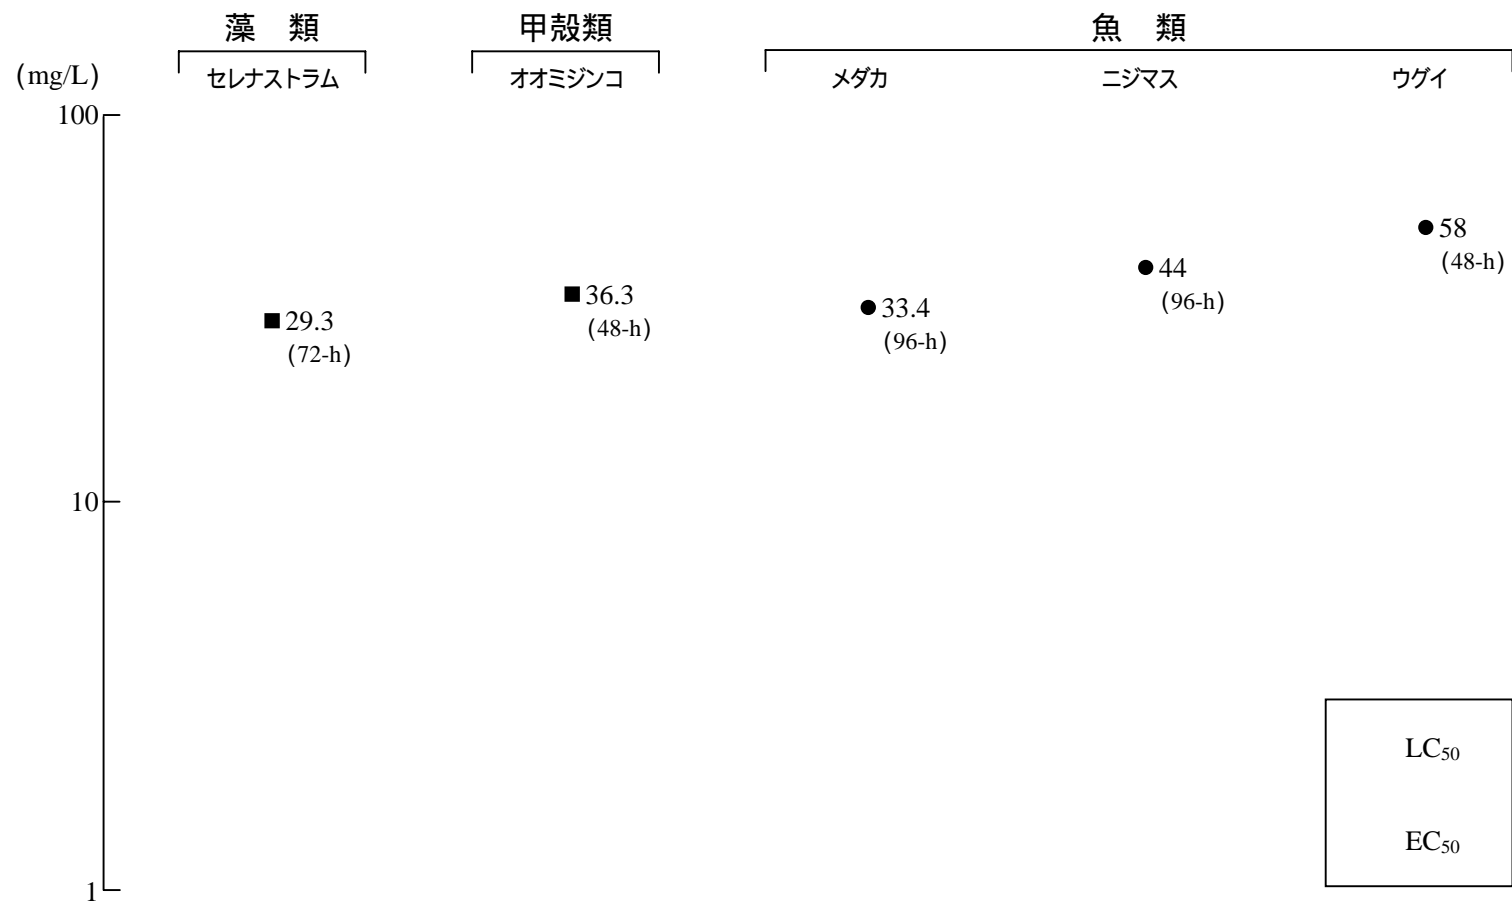 藻 類
甲殻類
魚 類
(mg/L)
セレナストラム
オオミジンコ
メダカ
ニジマス
ウグイ
100
58
(48-h)
44
(96-h)
36.3
(48-h)
33.4
(96-h)
29.3
(72-h)
10
LC50
EC50
1